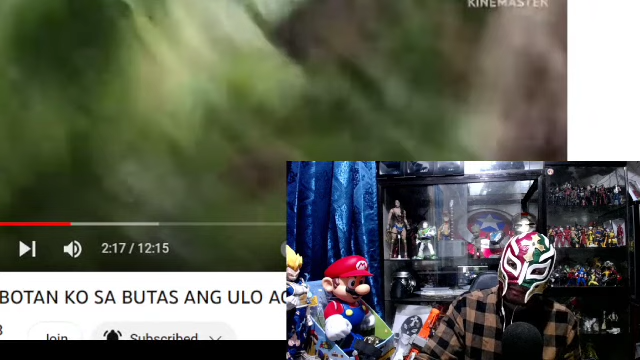 KINEMASTER
2:17 / 12:15
BOTAN KO SA BUTAS ANG ULO
Join
Subscribed